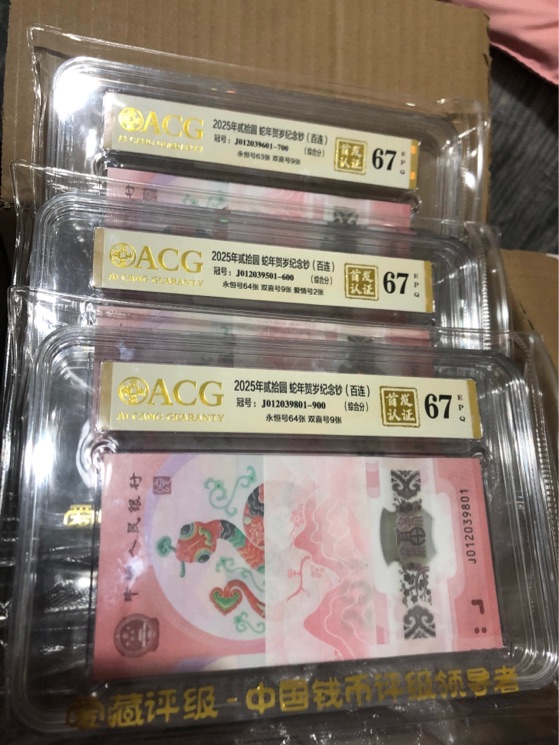 ACG
AI CANG GUARANTY
2025年贰拾圆 蛇年贺岁纪念钞（百连）
冠号：J012039601-700 （综合分）
永恒号63张 双喜号9张
首发认证
67
EPQ
ACG
AI CANG GUARANTY
2025年贰拾圆 蛇年贺岁纪念钞（百连）
冠号：J012039501-600 （综合分）
永恒号64张 双喜号9张 爱情号2张
首发认证
67
EPQ
ACG
AI CANG GUARANTY
2025年贰拾圆 蛇年贺岁纪念钞（百连）
冠号：J012039801-900 （综合分）
永恒号64张 双喜号9张
首发认证
67
EPQ
中国人民银行
J012039801
爱藏评级-中国钱币评级领导者